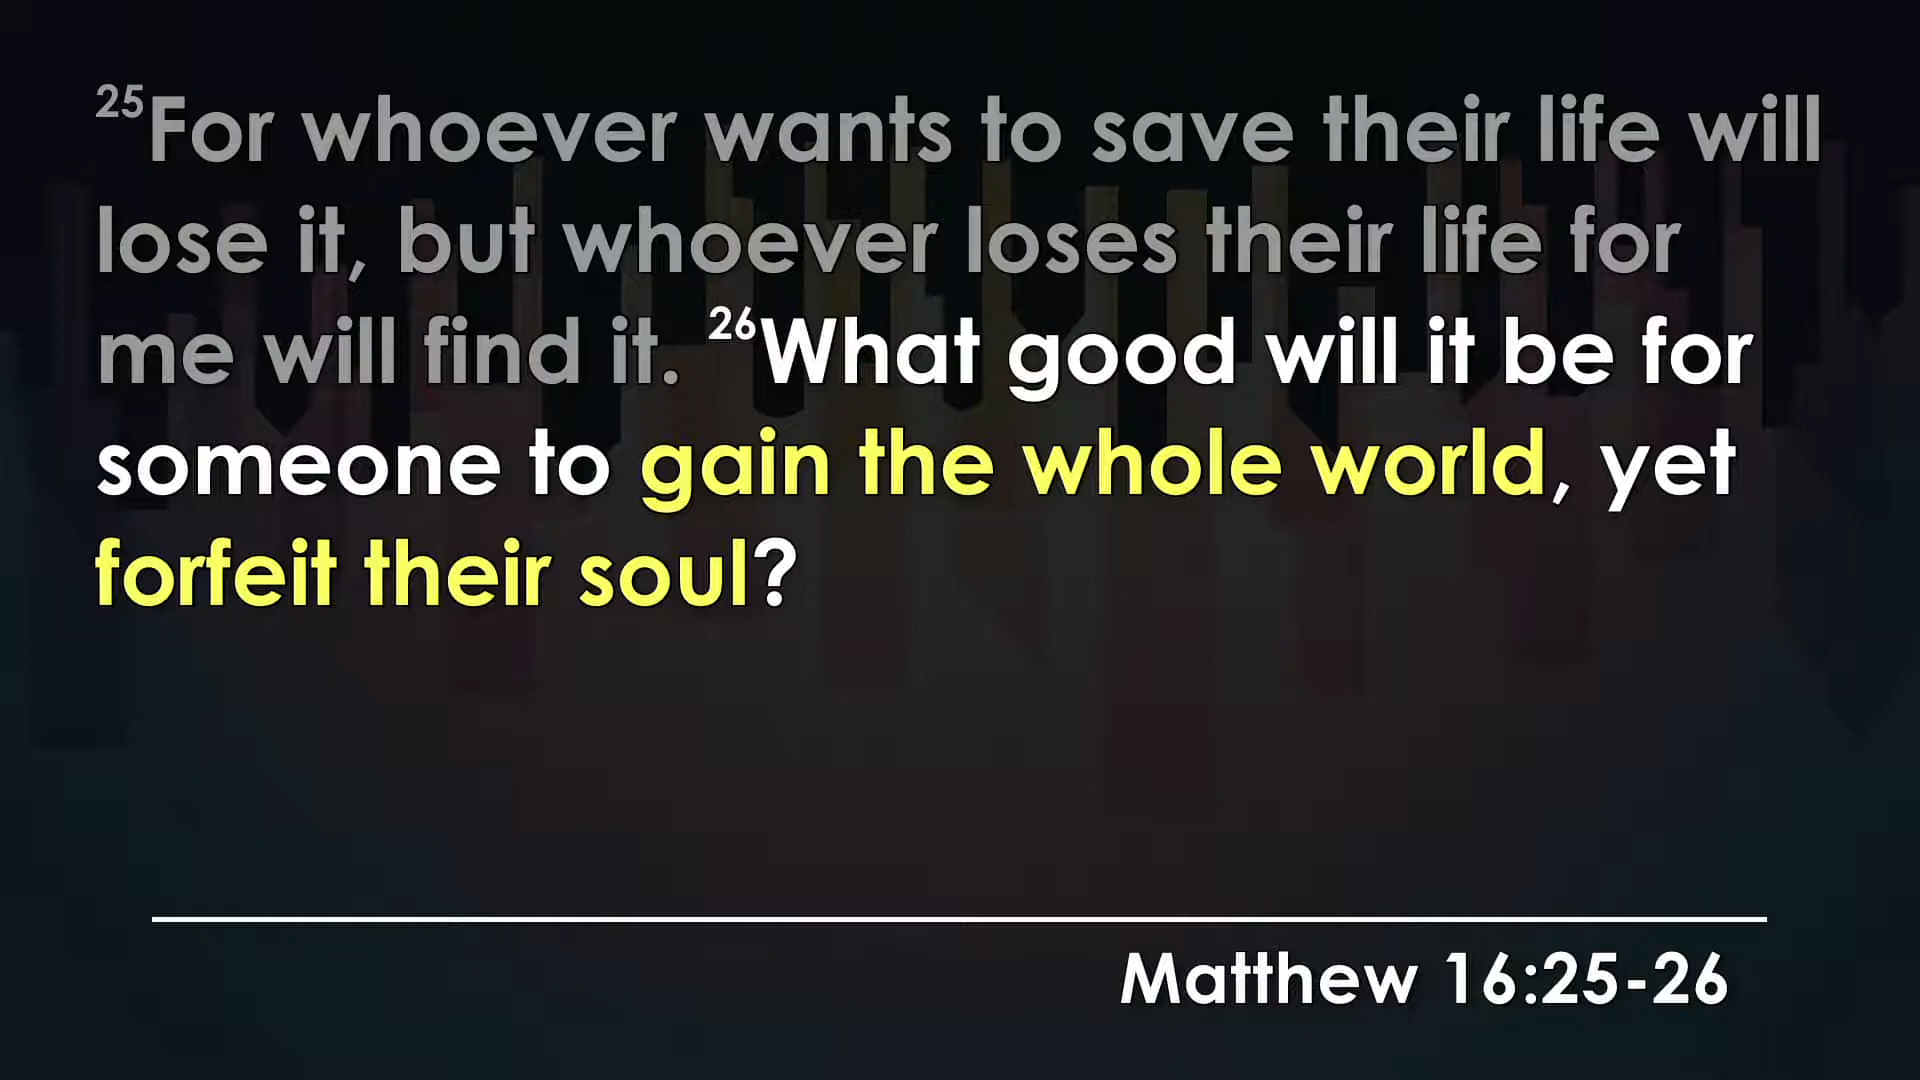 25For whoever wants to save their life will
lose it, but whoever loses their life for
me will find it. 26What good will it be for
someone to gain the whole world, yet
forfeit their soul?
Matthew 16:25-26